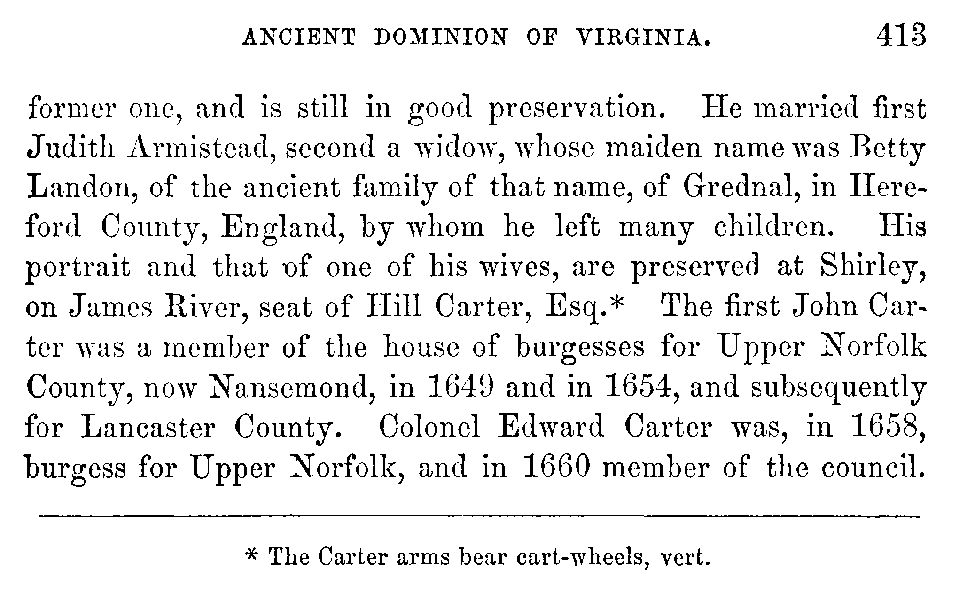 ANCIENT DOMINION OF VIRGINIA. 413
former one, and is still in good preservation. He married first
Judith Armistead, second a widow, whose maiden name was Betty
Landon, of the ancient family of that name, of Grednal, in Here-
ford County, England, by whom he left many children. His
portrait and that of one of his wives, are preserved at Shirley,
on James River, seat of Hill Carter, Esq.* The first John Car-
ter was a member of the house of burgesses for Upper Norfolk
County, now Nansemond, in 1649 and in 1654, and subsequently
for Lancaster County. Colonel Edward Carter was, in 1658,
burgess for Upper Norfolk, and in 1660 member of the council.
* The Carter arms bear cart-wheels, vert.